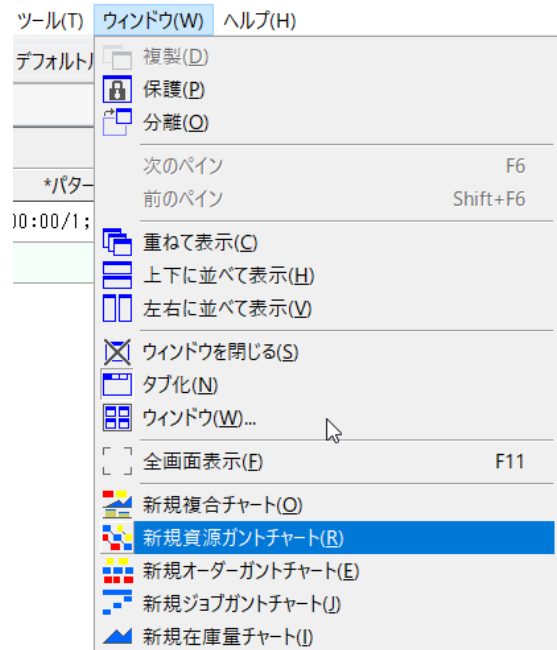 ツール(T) ウィンドウ(W) ヘルプ(H)
デフォルト
複製(D)
保護(P)
分離(O)
次のペイン F6
*パター
前のペイン Shift+F6
00:00/1;
重ねて表示(C)
上下に並べて表示(H)
左右に並べて表示(V)
ウィンドウを閉じる(S)
タブ化(N)
ウィンドウ(W)...
全画面表示(F) F11
新規複合チャート(O)
新規資源ガントチャート(R)
新規オーダーガントチャート(E)
新規ジョブガントチャート(J)
新規在庫量チャート(I)